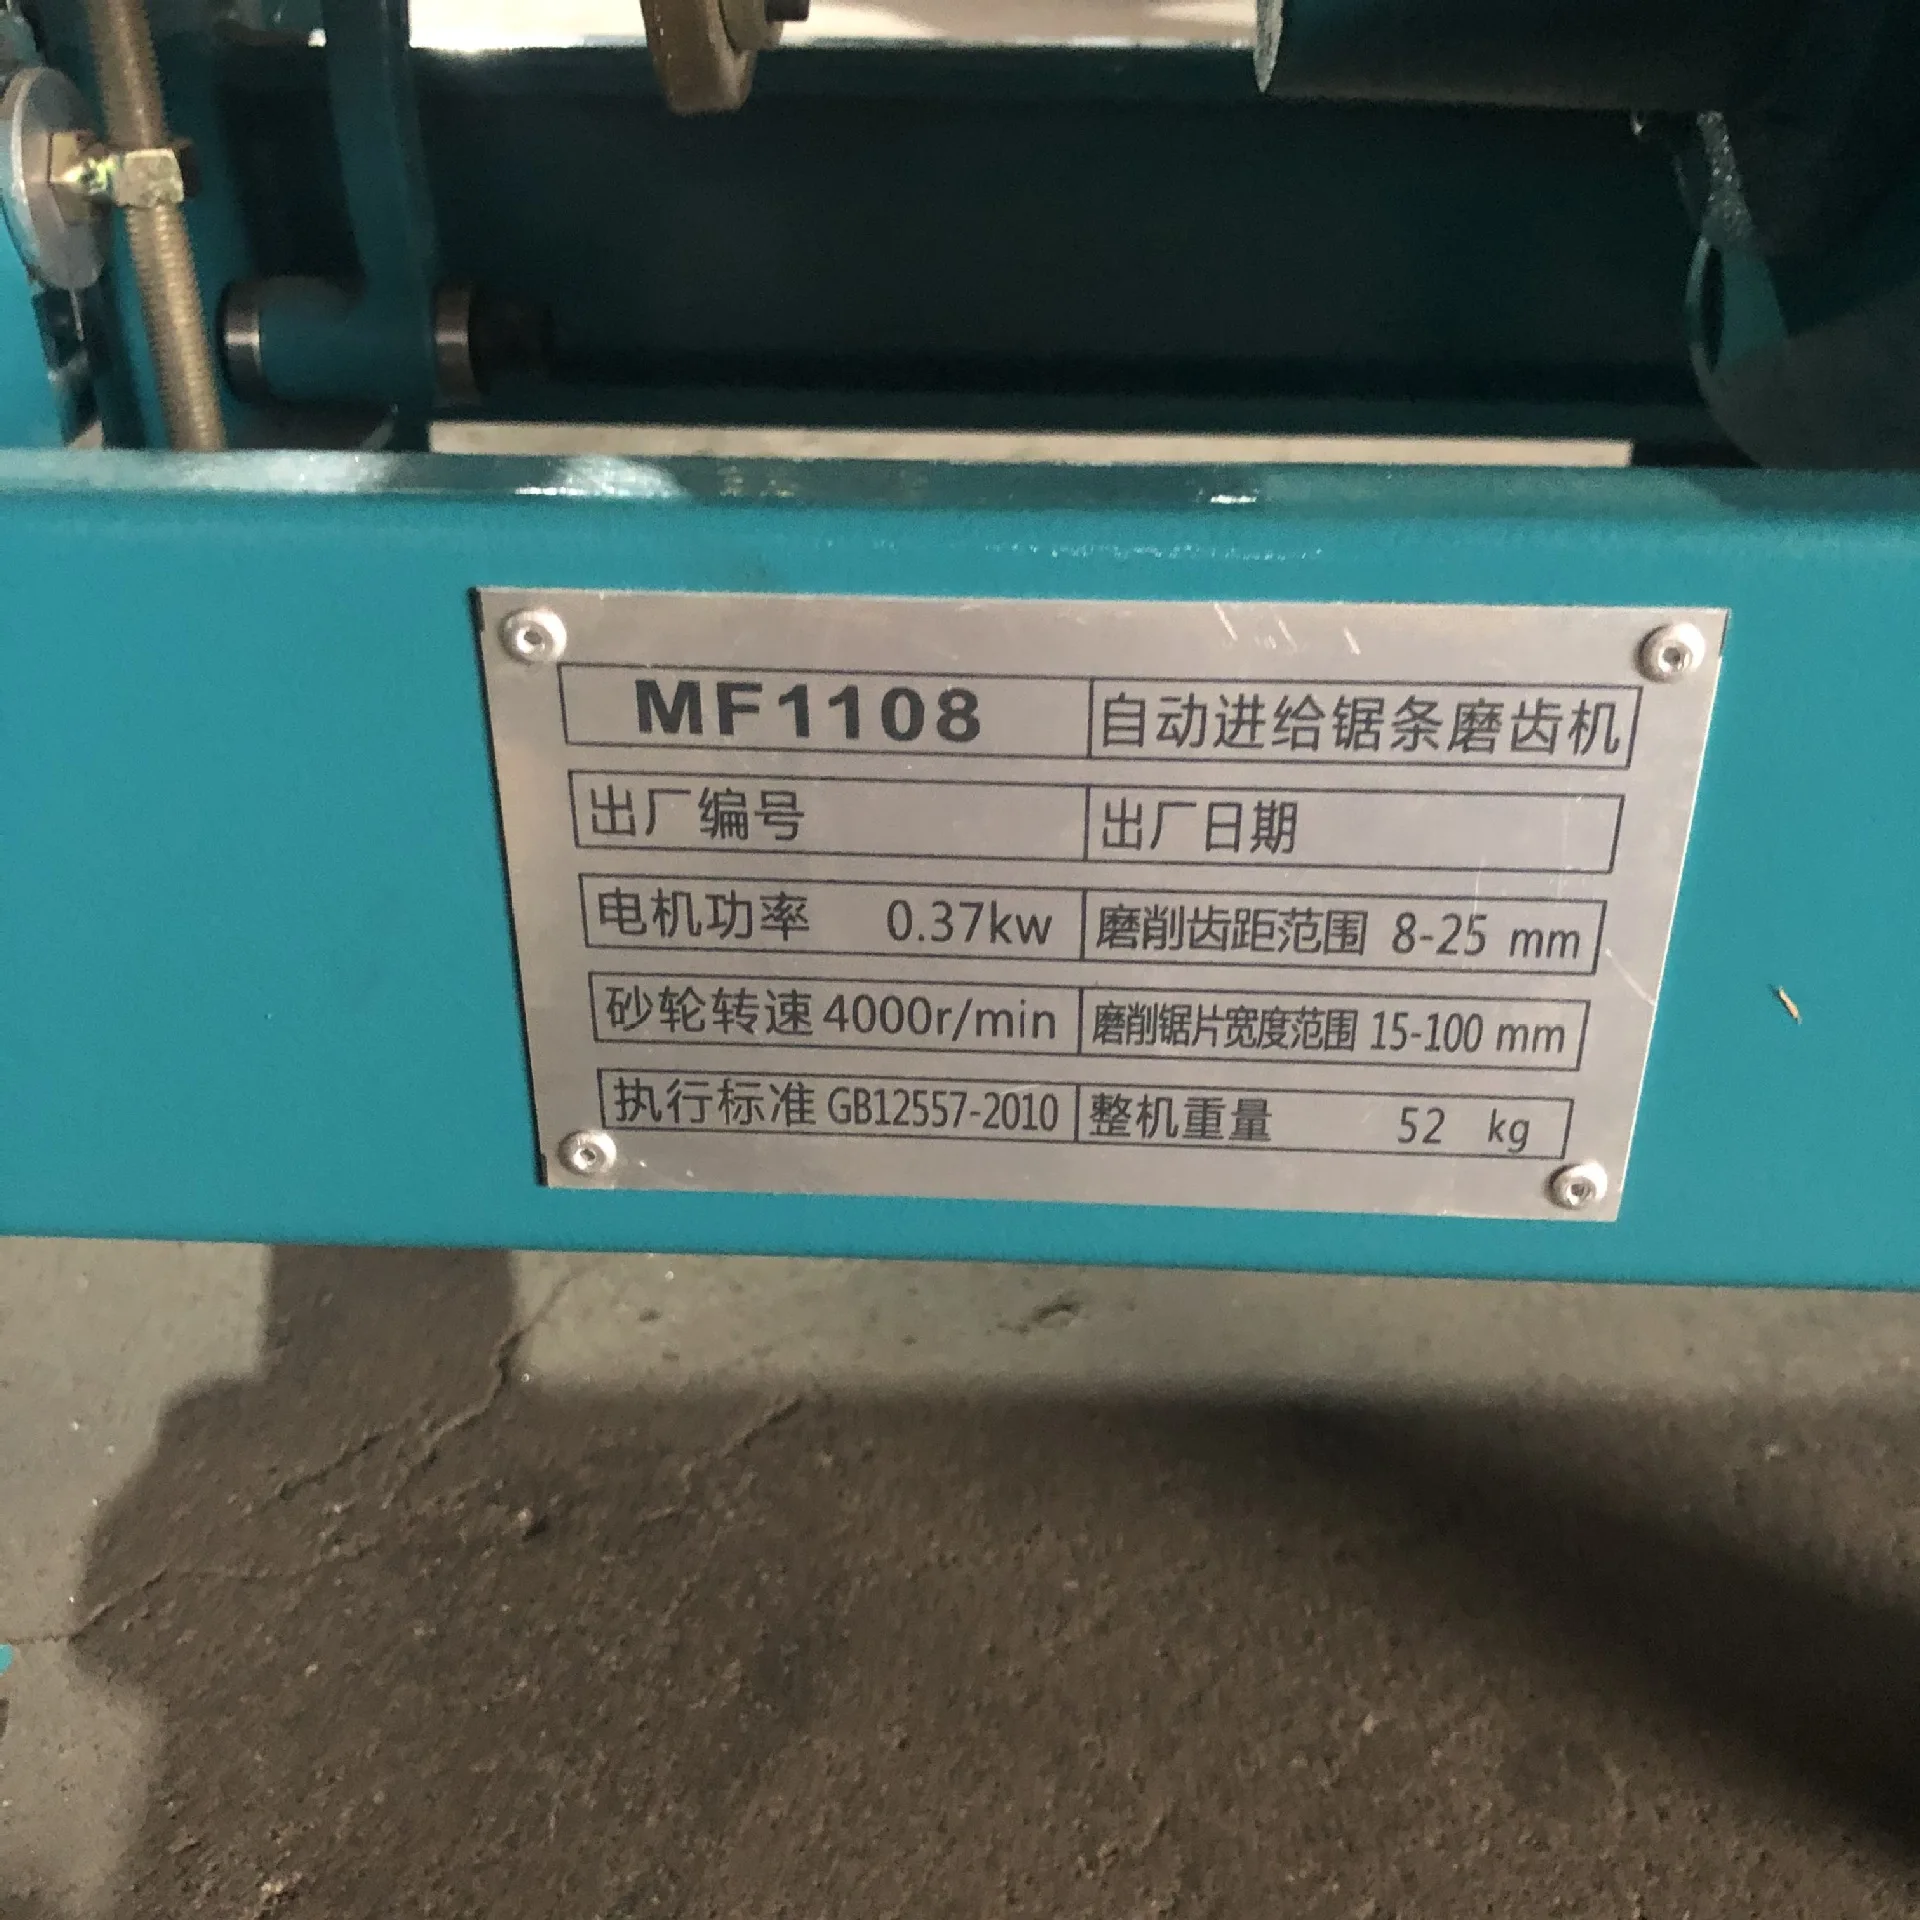 MF1108 自动进给锯条磨齿机
出厂编号 出厂日期
电机功率 0.37kw 磨削齿距范围 8-25 mm
砂轮转速 4000r/min 磨削锯片宽度范围 15-100 mm
执行标准 GB12557-2010 整机重量 52 kg